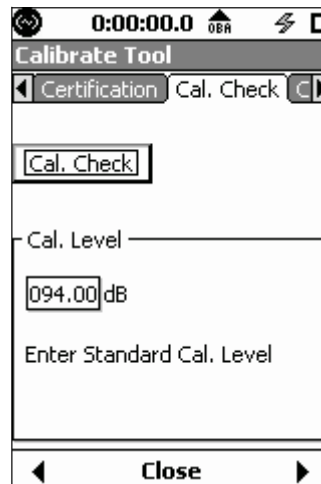 0:00:00.0 OBA
Calibrate Tool
Certification Cal. Check C
Cal. Check
Cal. Level
094.00 dB
Enter Standard Cal. Level
Close